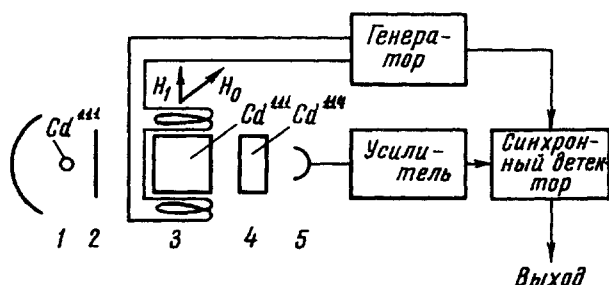 Генера-
тор
H₁ H₀
Cd¹¹¹
Cd¹¹¹ Cd¹¹⁴
Усили-
тель
Синхрон-
ный детек-
тор
1 2 3 4 5
Выход